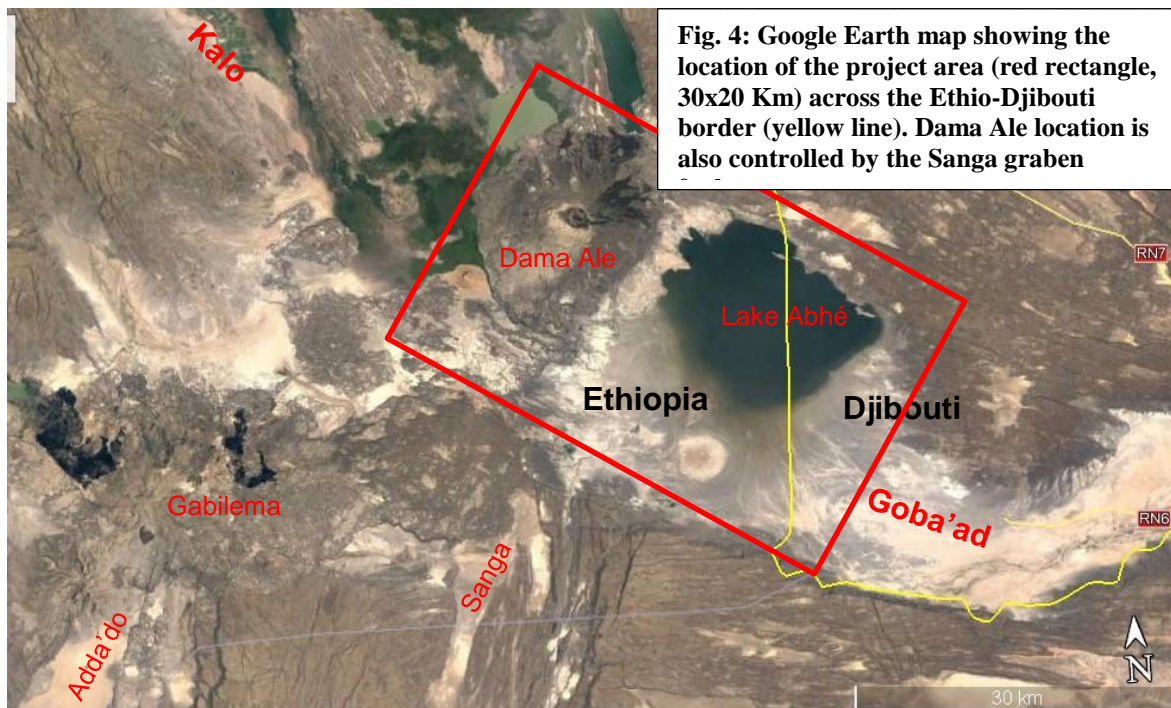 Fig. 4: Google Earth map showing the
location of the project area (red rectangle,
30x20 Km) across the Ethio-Djibouti
border (yellow line). Dama Ale location is
also controlled by the Sanga graben
Kalo
Dama Ale
RN7
Lake Abhé
Ethiopia
Djibouti
Gabilema
Goba'ad
RN6
Sanga
Adda'do
N
30 km